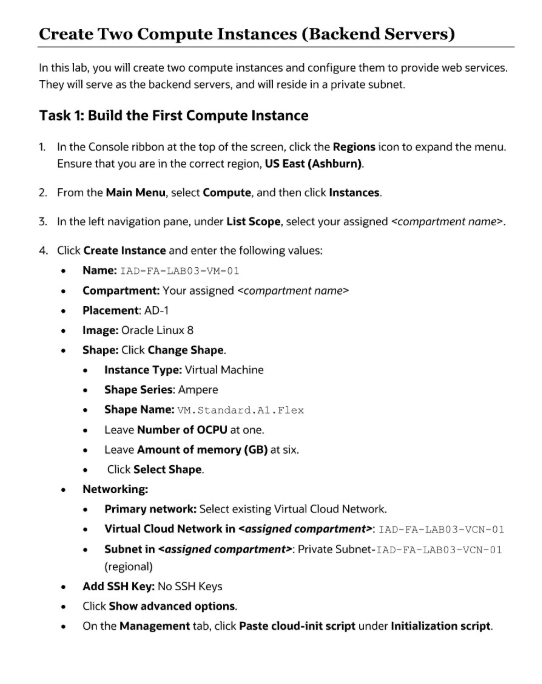 Create Two Compute Instances (Backend Servers)
In this lab, you will create two compute instances and configure them to provide web services.
They will serve as the backend servers, and will reside in a private subnet.
Task 1: Build the First Compute Instance
1. In the Console ribbon at the top of the screen, click the Regions icon to expand the menu.
Ensure that you are in the correct region, US East (Ashburn).
2. From the Main Menu, select Compute, and then click Instances.
3. In the left navigation pane, under List Scope, select your assigned <compartment name>.
4. Click Create Instance and enter the following values:
• Name: IAD-FA-LAB03-VM-01
• Compartment: Your assigned <compartment name>
• Placement: AD-1
• Image: Oracle Linux 8
• Shape: Click Change Shape.
• Instance Type: Virtual Machine
• Shape Series: Ampere
• Shape Name: VM.Standard.A1.Flex
• Leave Number of OCPU at one.
• Leave Amount of memory (GB) at six.
• Click Select Shape.
• Networking:
• Primary network: Select existing Virtual Cloud Network.
• Virtual Cloud Network in <assigned compartment>: IAD-FA-LAB03-VCN-01
• Subnet in <assigned compartment>: Private Subnet-IAD-FA-LAB03-VCN-01
(regional)
• Add SSH Key: No SSH Keys
• Click Show advanced options.
• On the Management tab, click Paste cloud-init script under Initialization script.